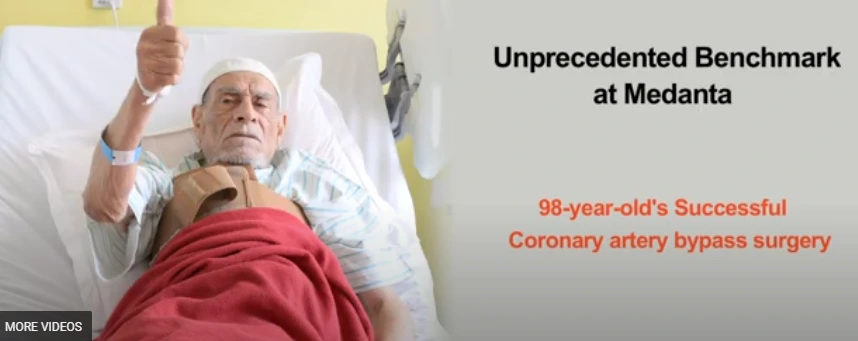 Unprecedented Benchmark
at Medanta
98-year-old's Successful
Coronary artery bypass surgery
MORE VIDEOS